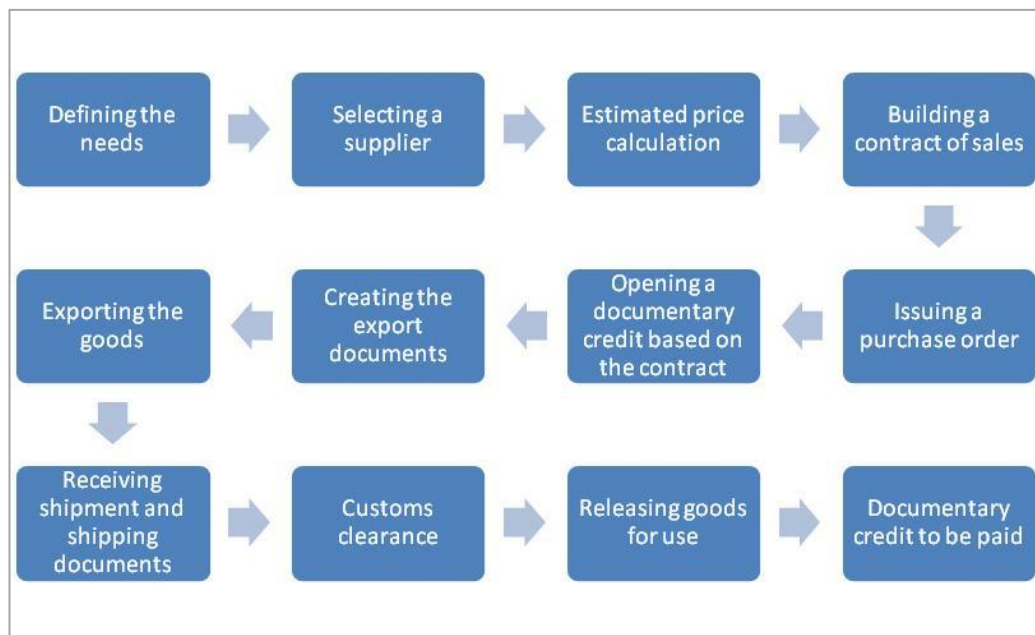 Defining the
needs
Selecting a
supplier
Estimated price
calculation
Building a
contract of sales
Issuing a
purchase order
Opening a
documentary
credit based on
the contract
Creating the
export
documents
Exporting the
goods
Receiving
shipment and
shipping
documents
Customs
clearance
Releasing goods
for use
Documentary
credit to be paid